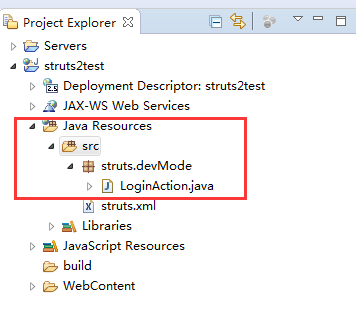 Project Explorer
Servers
struts2test
Deployment Descriptor: struts2test
JAX-WS Web Services
Java Resources
src
struts.devMode
LoginAction.java
struts.xml
Libraries
JavaScript Resources
build
WebContent